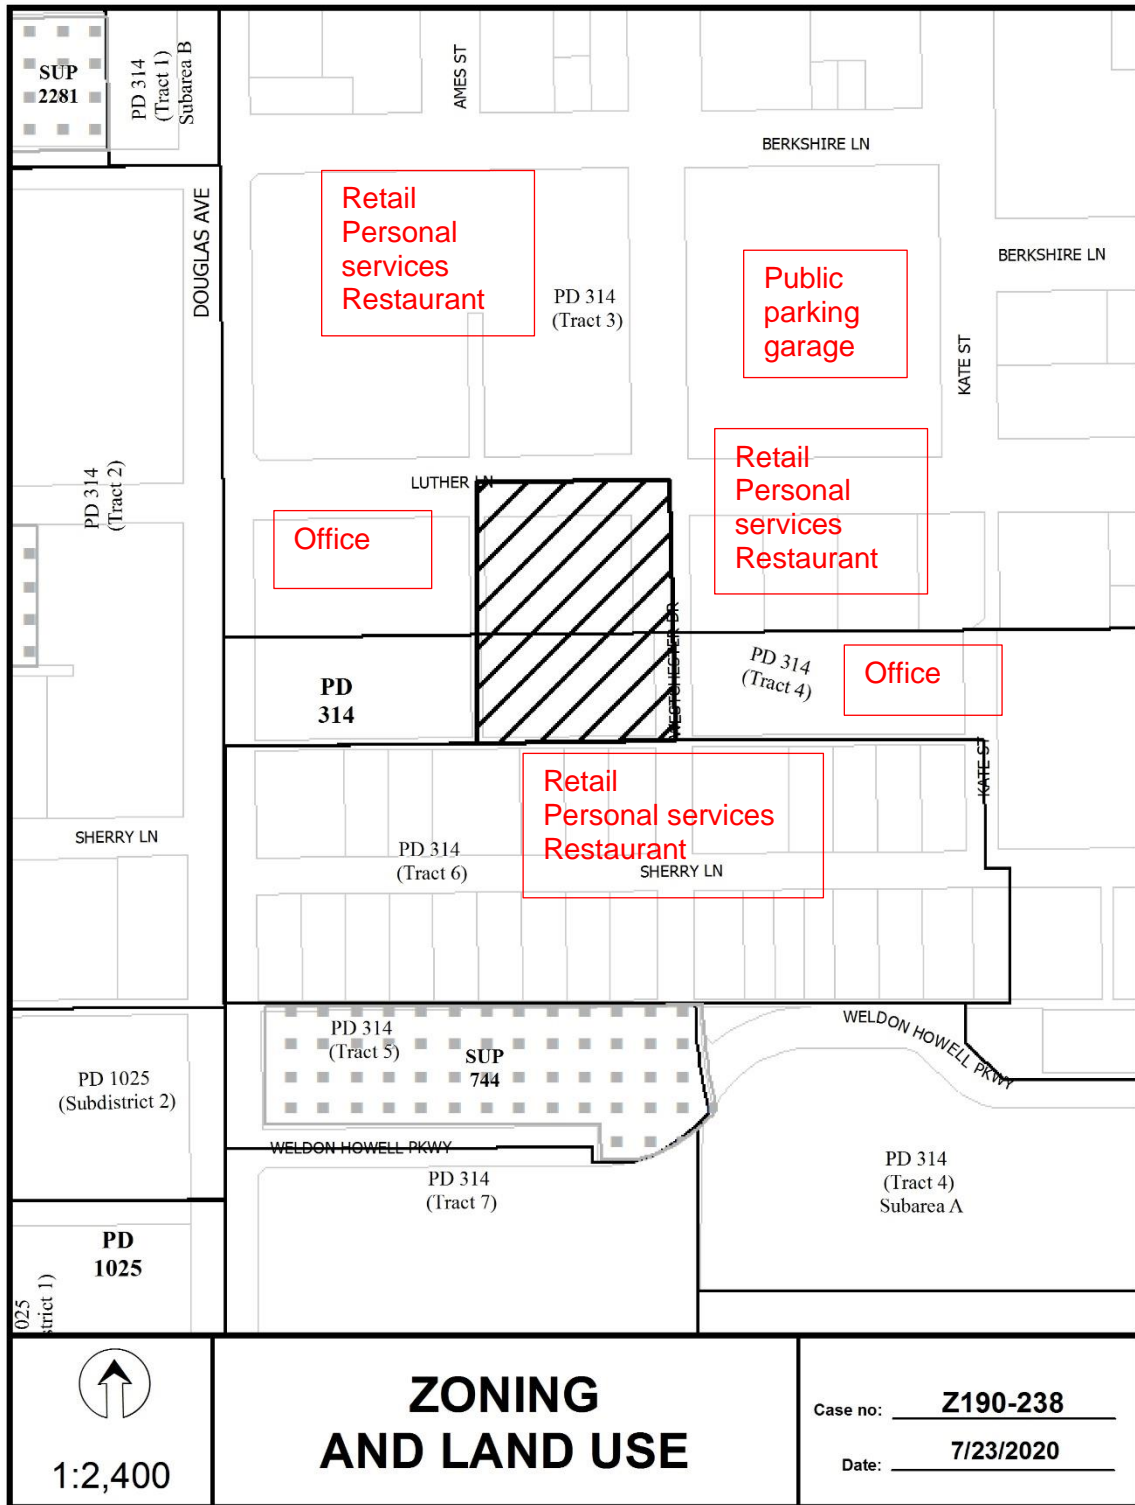 SUP
2281
PD 314
(Tract 1)
Subarea B
AMES ST
BERKSHIRE LN
DOUGLAS AVE
Retail
Personal
services
Restaurant
PD 314
(Tract 3)
Public
parking
garage
BERKSHIRE LN
KATE ST
PD 314
(Tract 2)
LUTHER LN
Retail
Personal
services
Restaurant
Office
WESTCHESTER DR
PD 314
(Tract 4)
Office
PD
314
KATE ST
Retail
Personal services
Restaurant
SHERRY LN
PD 314
(Tract 6)
SHERRY LN
PD 314
(Tract 5)
SUP
744
WELDON HOWELL PKWY
PD 1025
(Subdistrict 2)
WELDON HOWELL PKWY
PD 314
(Tract 7)
PD 314
(Tract 4)
Subarea A
PD
1025
025
strict 1)
1:2,400
ZONING
AND LAND USE
Case no: Z190-238
Date: 7/23/2020